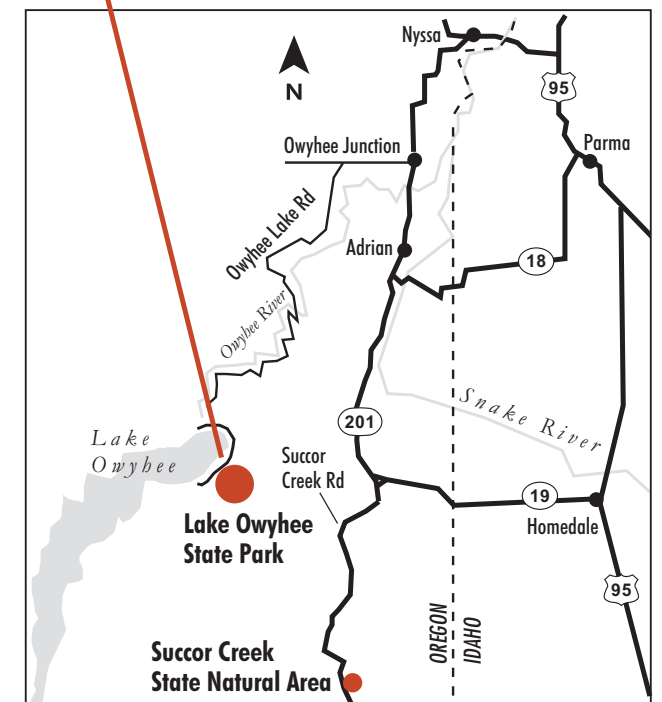 Nyssa
N
95
Owyhee Junction
Parma
Owyhee Lake Rd
Adrian
18
Owyhee River
Snake River
201
Lake
Owyhee
Succor
Creek Rd
19
Lake Owyhee
State Park
Homedale
95
OREGON
IDAHO
Succor Creek
State Natural Area